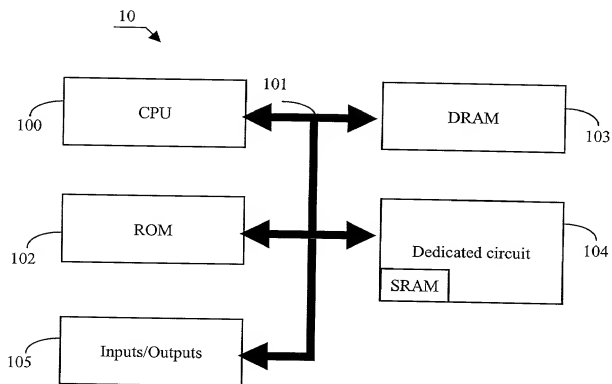 10
101
CPU
100
DRAM
103
ROM
102
Dedicated circuit
104
SRAM
Inputs/Outputs
105